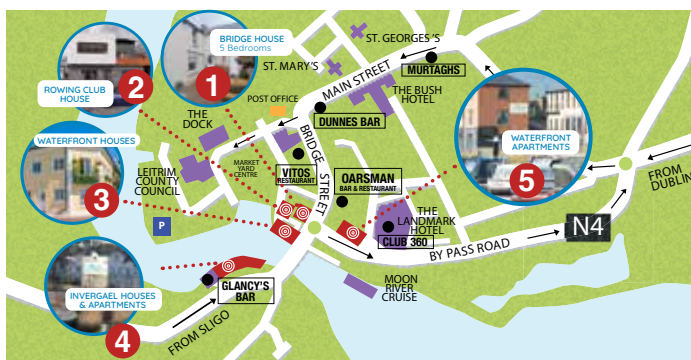 BRIDGE HOUSE
5 Bedrooms
1
2
ROWING CLUB
HOUSE
ST. GEORGES'S
ST. MARY'S
MAIN STREET
MURTAGHS
THE BUSH
HOTEL
POST OFFICE
DUNNES BAR
THE
DOCK
WATERFRONT HOUSES
3
LEITRIM
COUNTY
COUNCIL
MARKET
YARD
CENTRE
BRIDGE
STREET
VITOS
RESTAURANT
OARSMAN
BAR & RESTAURANT
WATERFRONT
APARTMENTS
5
FROM
DUBLIN
P
THE
LANDMARK
HOTEL
CLUB 360
BY PASS ROAD
N4
MOON
RIVER
CRUISE
GLANCY'S
BAR
INVERGAEL HOUSES
& APARTMENTS
4
FROM SLIGO